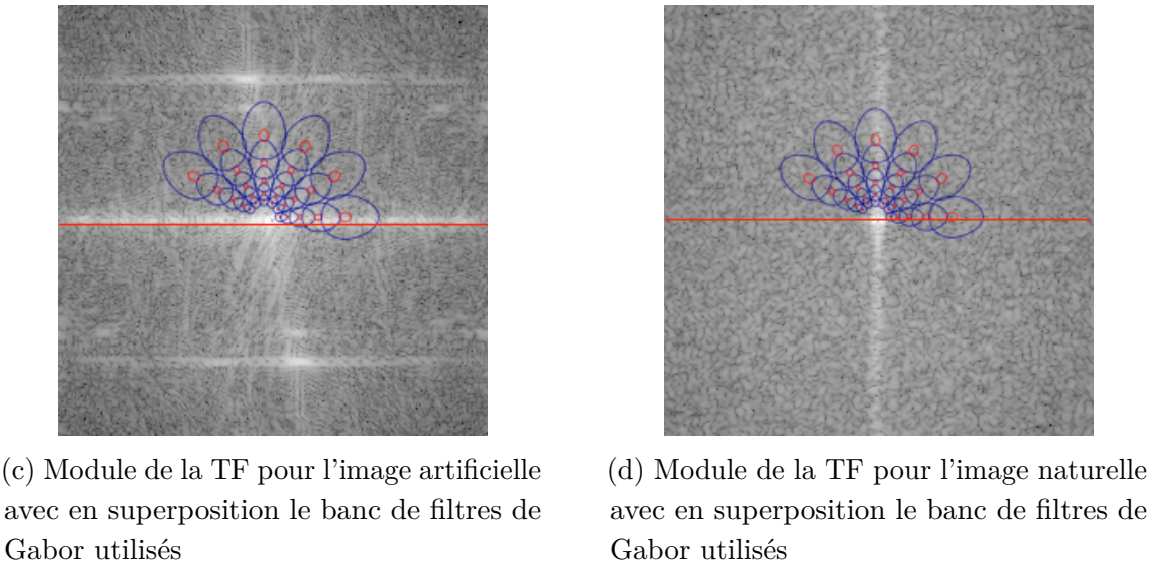 (c) Module de la TF pour l'image artificielle
avec en superposition le banc de filtres de
Gabor utilisés
(d) Module de la TF pour l'image naturelle
avec en superposition le banc de filtres de
Gabor utilisés